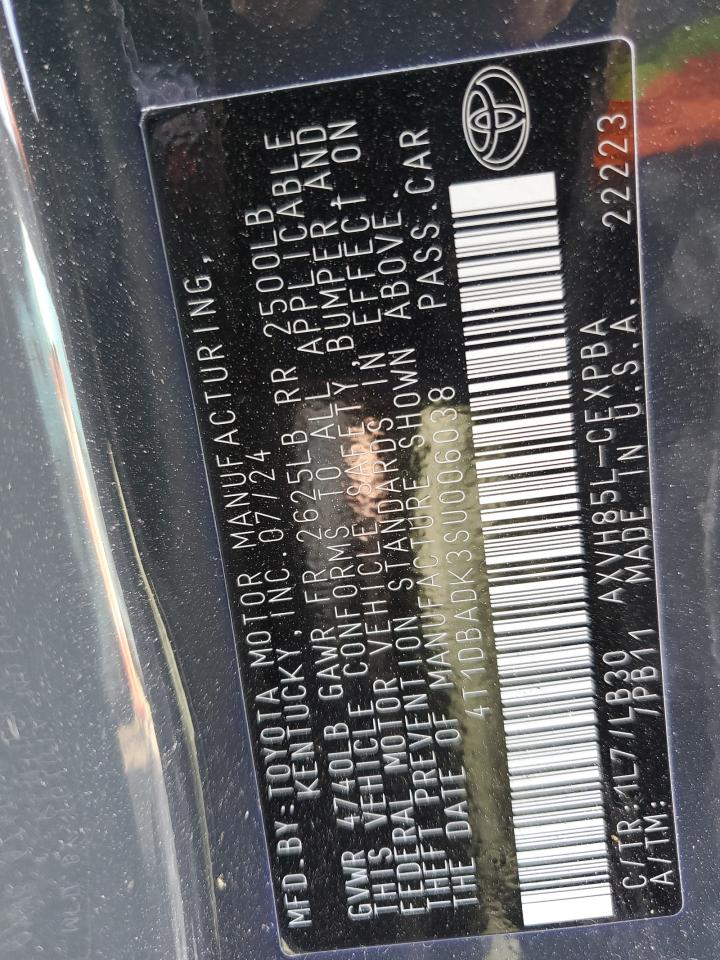 MFD.BY:TOYOTA MOTOR MANUFACTURING,
KENTUCKY, INC. 07/24
GVWR 4740LB GAWR FR 2625LB RR 2500LB
THIS VEHICLE CONFORMS TO ALL APPLICABLE
FEDERAL MOTOR VEHICLE SAFETY, BUMPER, AND
THEFT PREVENTION STANDARDS IN EFFECT ON
THE DATE OF MANUFACTURE SHOWN ABOVE.
4T1DBADK3SU006038 PASS.CAR
C/TR: 1L7/LB30 AXVH85L-CEXPBA 22223
A/TM: /PB11 MADE IN U.S.A.